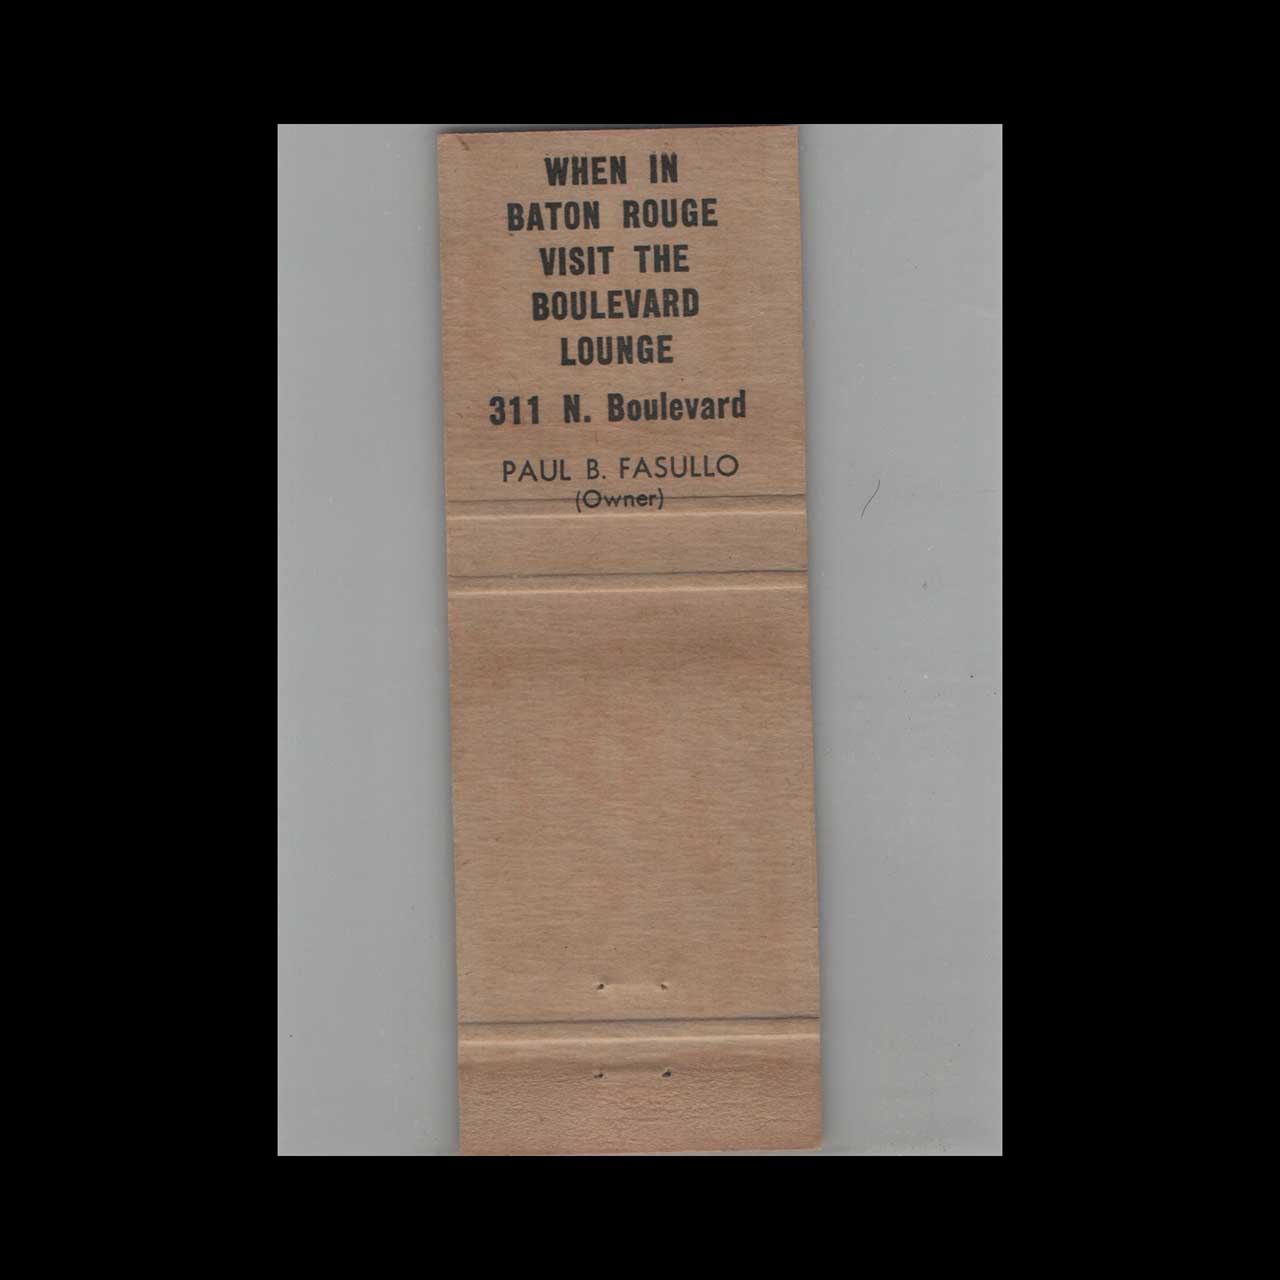 WHEN IN
BATON ROUGE
VISIT THE
BOULEVARD
LOUNGE
311 N. Boulevard
PAUL B. FASULLO
(Owner)